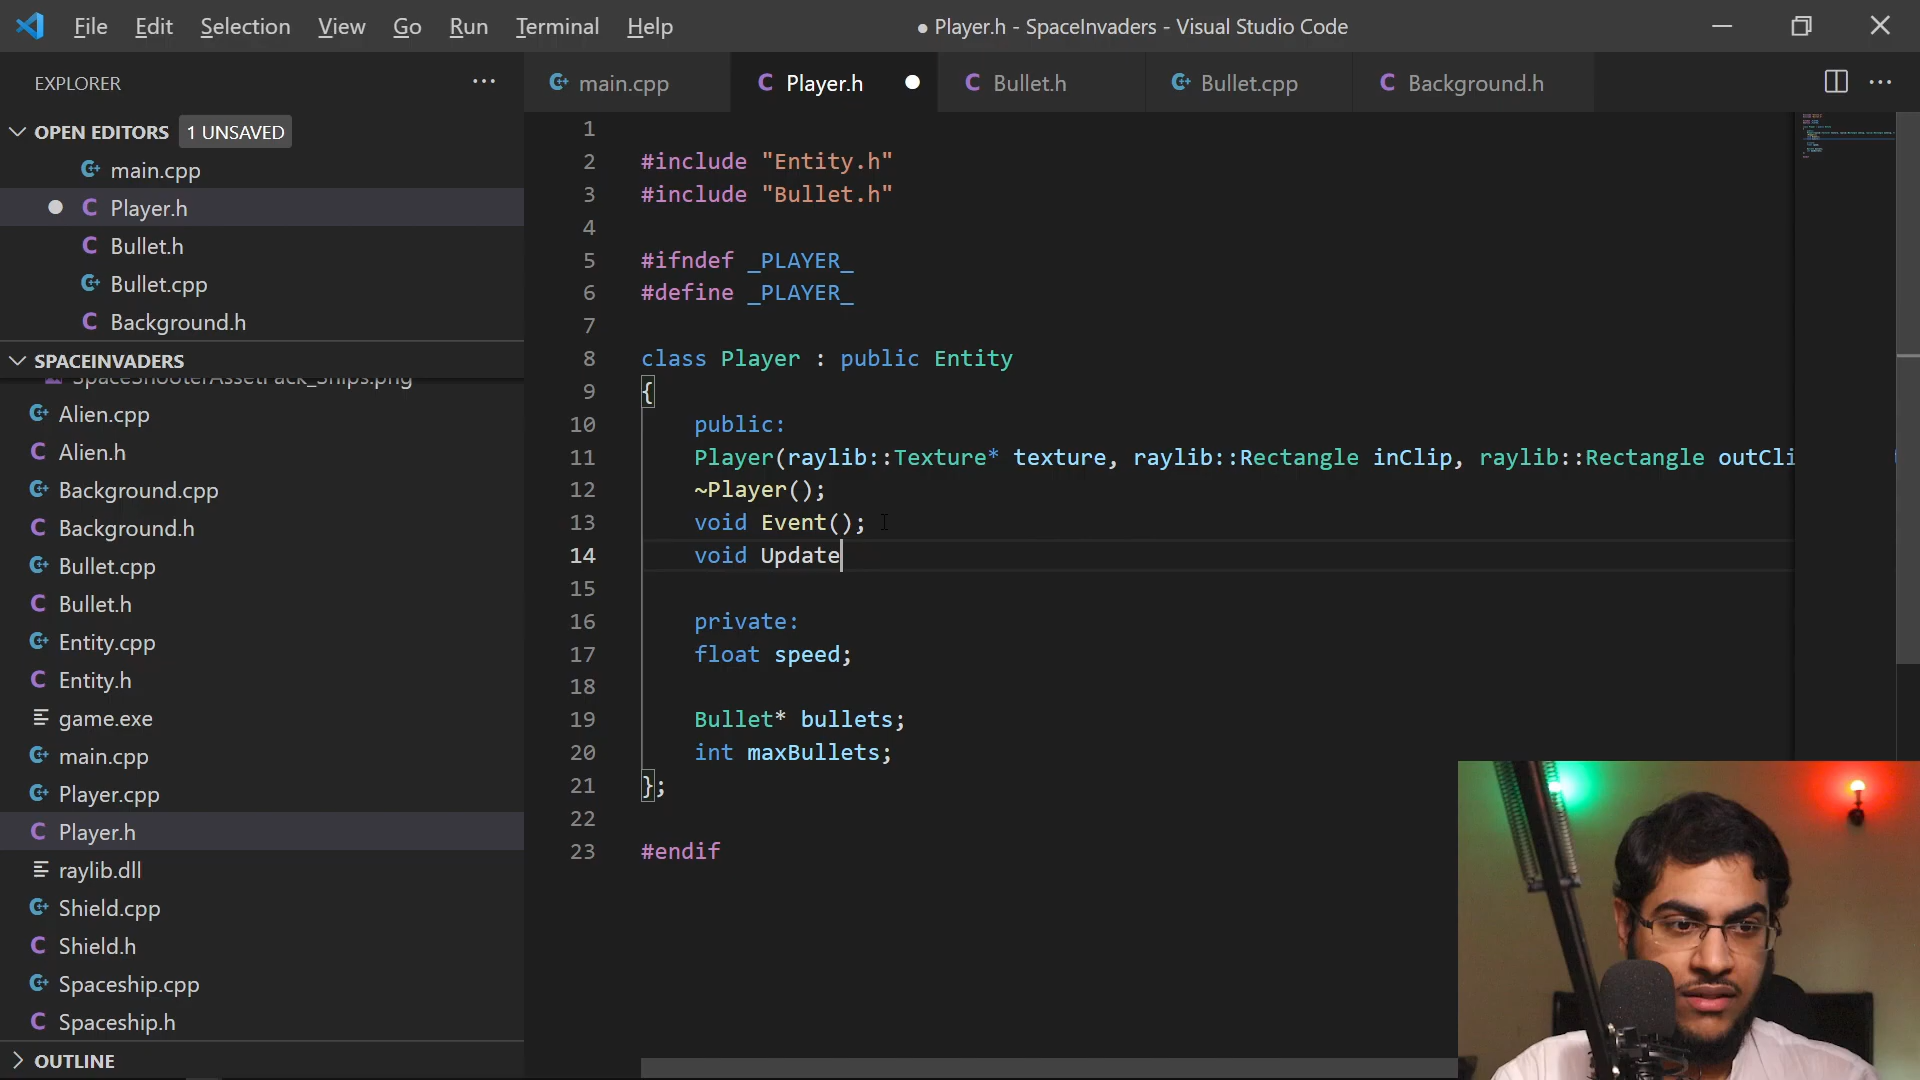 File Edit Selection View Go Run Terminal Help
● Player.h - SpaceInvaders - Visual Studio Code
EXPLORER
OPEN EDITORS 1 UNSAVED
main.cpp
Player.h
Bullet.h
Bullet.cpp
Background.h
SPACEINVADERS
SpaceShooterAssetPack_Ships.png
Alien.cpp
Alien.h
Background.cpp
Background.h
Bullet.cpp
Bullet.h
Entity.cpp
Entity.h
game.exe
main.cpp
Player.cpp
Player.h
raylib.dll
Shield.cpp
Shield.h
Spaceship.cpp
Spaceship.h
OUTLINE
main.cpp Player.h Bullet.h Bullet.cpp Background.h
1
2 #include "Entity.h"
3 #include "Bullet.h"
4
5 #ifndef _PLAYER_
6 #define _PLAYER_
7
8 class Player : public Entity
9 {
10 public:
11 Player(raylib::Texture* texture, raylib::Rectangle inClip, raylib::Rectangle outCli
12 ~Player();
13 void Event();
14 void Update
15
16 private:
17 float speed;
18
19 Bullet* bullets;
20 int maxBullets;
21 };
22
23 #endif